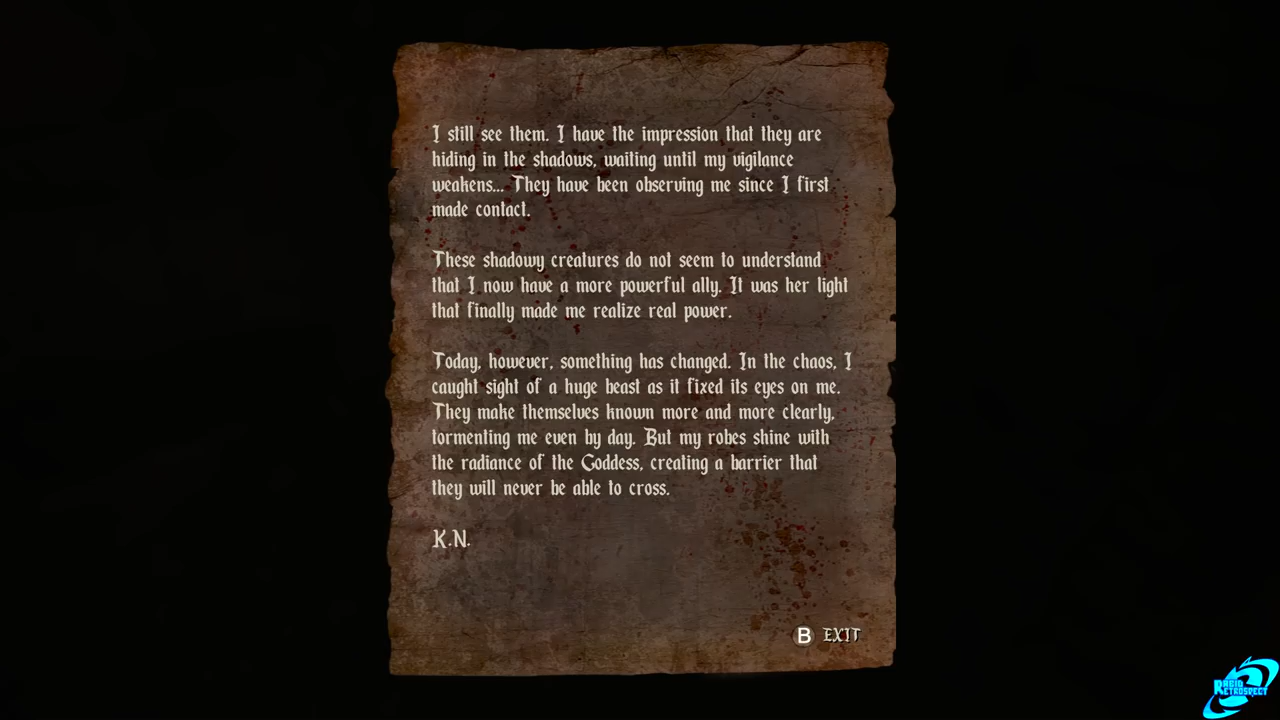 I still see them. I have the impression that they are
hiding in the shadows, waiting until my vigilance
weakens... They have been observing me since I first
made contact.
These shadowy creatures do not seem to understand
that I now have a more powerful ally. It was her light
that finally made me realize real power.
Today, however, something has changed. In the chaos, I
caught sight of a huge beast as it fixed its eyes on me.
They make themselves known more and more clearly,
tormenting me even by day. But my robes shine with
the radiance of the Goddess, creating a barrier that
they will never be able to cross.
K.N.
B EXIT
RAGID
RETROSPECT